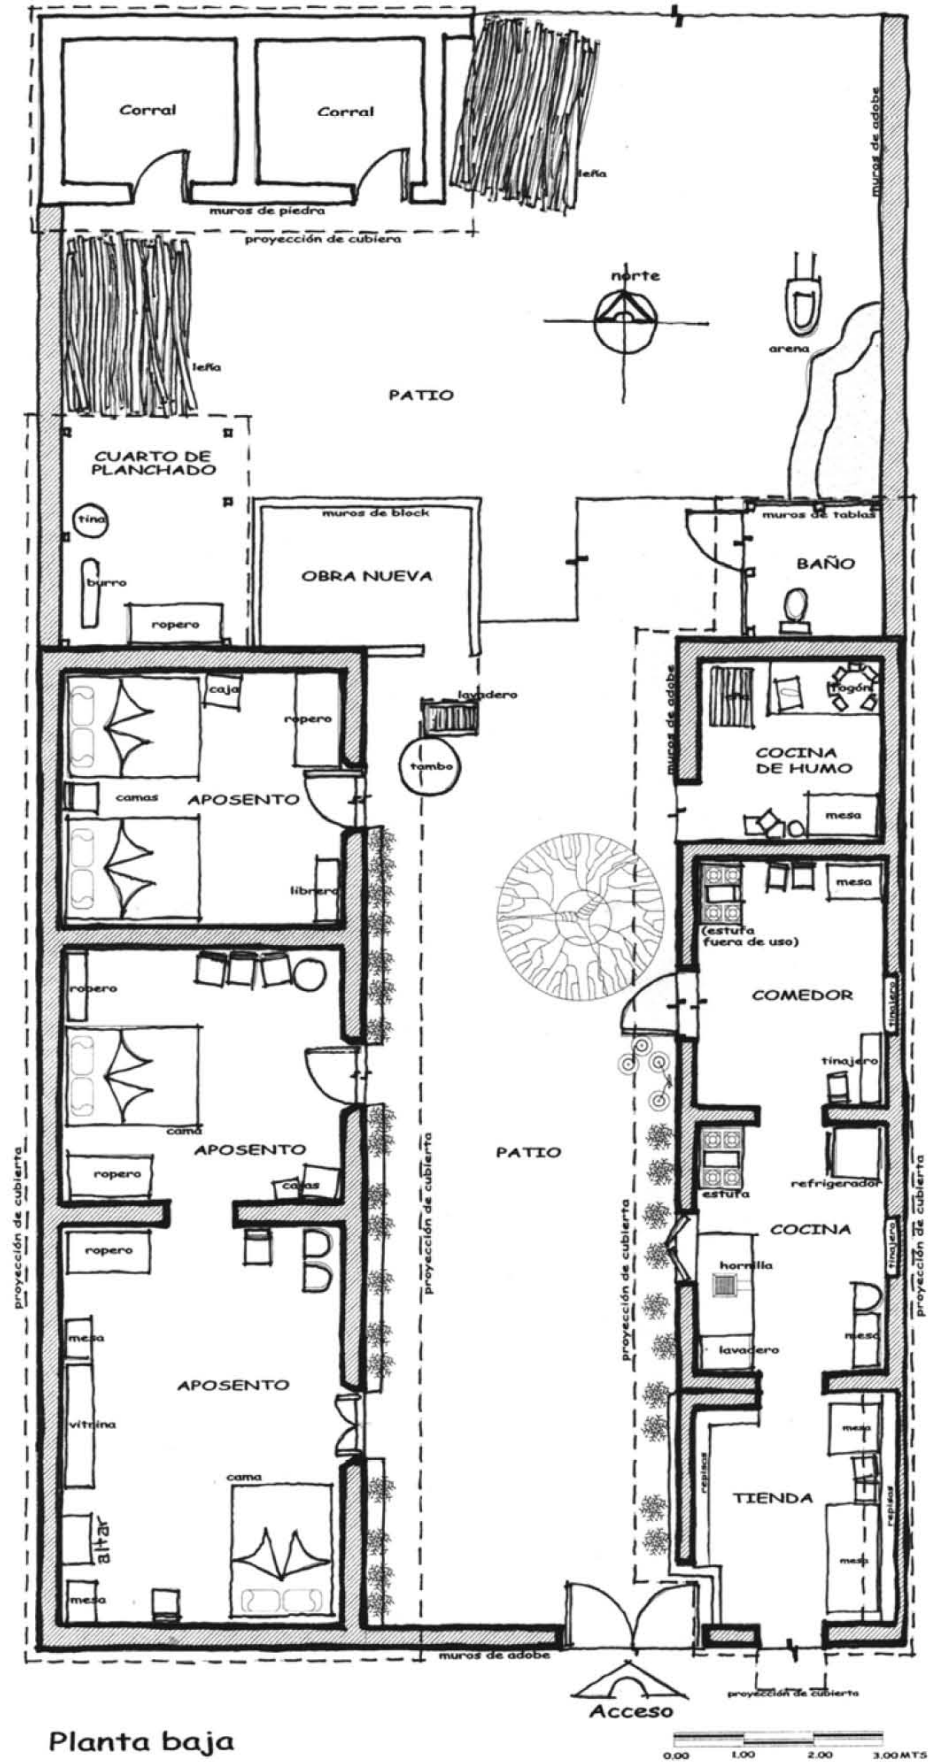 Corral
Corral
muros de adobe
leña
muros de piedra
proyección de cubiera
norte
arena
leña
PATIO
CUARTO DE
PLANCHADO
tina
muros de block
muros de tablas
OBRA NUEVA
BAÑO
burro
ropero
caja
ropero
lavadero
muros de adobe
fogón
tambo
COCINA
DE HUMO
camas
APOSENTO
mesa
librero
mesa
(estufa
fuera de uso)
ropero
COMEDOR
tinajero
tinajero
cama
APOSENTO
PATIO
ropero
cajas
estufa
refrigerador
COCINA
tinajero
proyección de cubierta
proyección de cubierta
proyección de cubierta
proyección de cubierta
ropero
hornilla
mesa
lavadero
mesa
APOSENTO
vitrina
mesa
cama
repisas
TIENDA
repisas
altar
mesa
mesa
muros de adobe
proyección de cubierta
Acceso
Planta baja
0.00 1.00 2.00 3.00 MTS